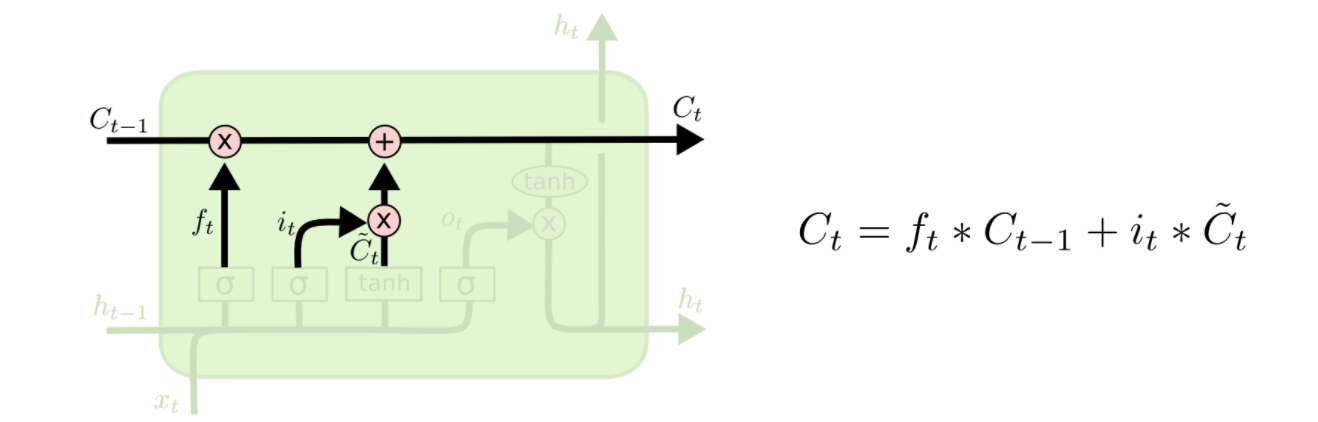 h_t
C_{t-1} x + C_t
tanh
f_t i_t x o_t x
C̃_t
σ σ tanh σ
h_{t-1} h_t
x_t
C_t = f_t * C_{t-1} + i_t * C̃_t